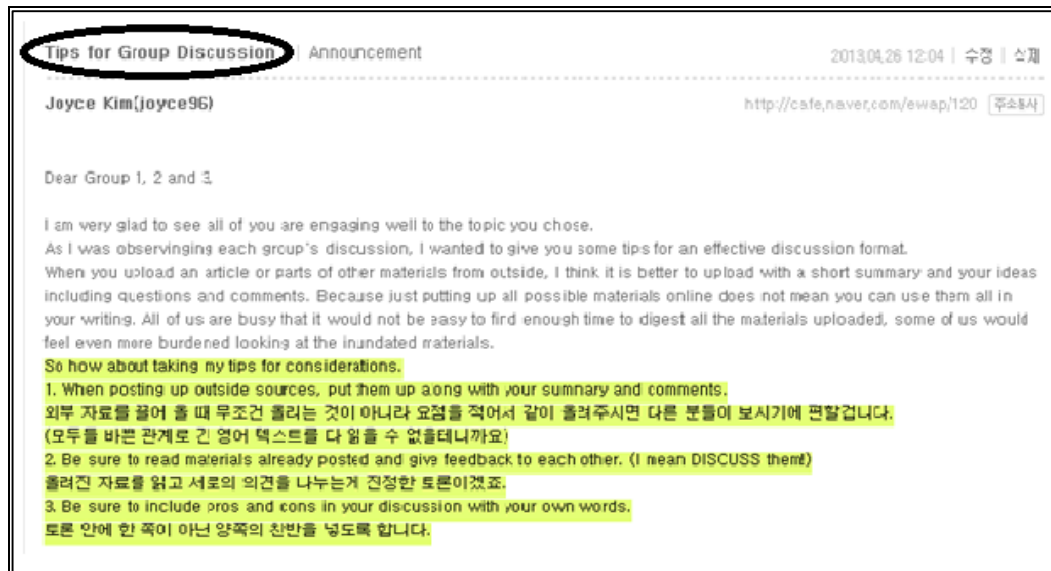 Tips for Group Discussion | Announcement 2013.04.26 12:04 | 수정 | 삭제
Joyce Kim(joyce96) http://cafe.naver.com/ewap/120 주소복사
Dear Group 1, 2 and 3,
I am very glad to see all of you are engaging well to the topic you chose.
As I was observinging each group's discussion, I wanted to give you some tips for an effective discussion format.
When you upload an article or parts of other materials from outside, I think it is better to upload with a short summary and your ideas
including questions and comments. Because just putting up all possible materials online does not mean you can use them all in
your writing. All of us are busy that it would not be easy to find enough time to digest all the materials uploaded, some of us would
feel even more burdened looking at the inundated materials.
So how about taking my tips for considerations.
1. When posting up outside sources, put them up along with your summary and comments.
외부 자료를 끌어 올 때 무조건 올리는 것이 아니라 요점을 적어서 같이 올려주시면 다른 분들이 보시기에 편할겁니다.
(모두들 바쁜 관계로 긴 영어 텍스트를 다 읽을 수 없을테니까요)
2. Be sure to read materials already posted and give feedback to each other. (I mean DISCUSS them!!)
올려진 자료를 읽고 서로의 의견을 나누는게 진정한 토론이겠죠.
3. Be sure to include pros and cons in your discussion with your own words.
토론 안에 한 쪽이 아닌 양쪽의 찬반을 넣도록 합니다.